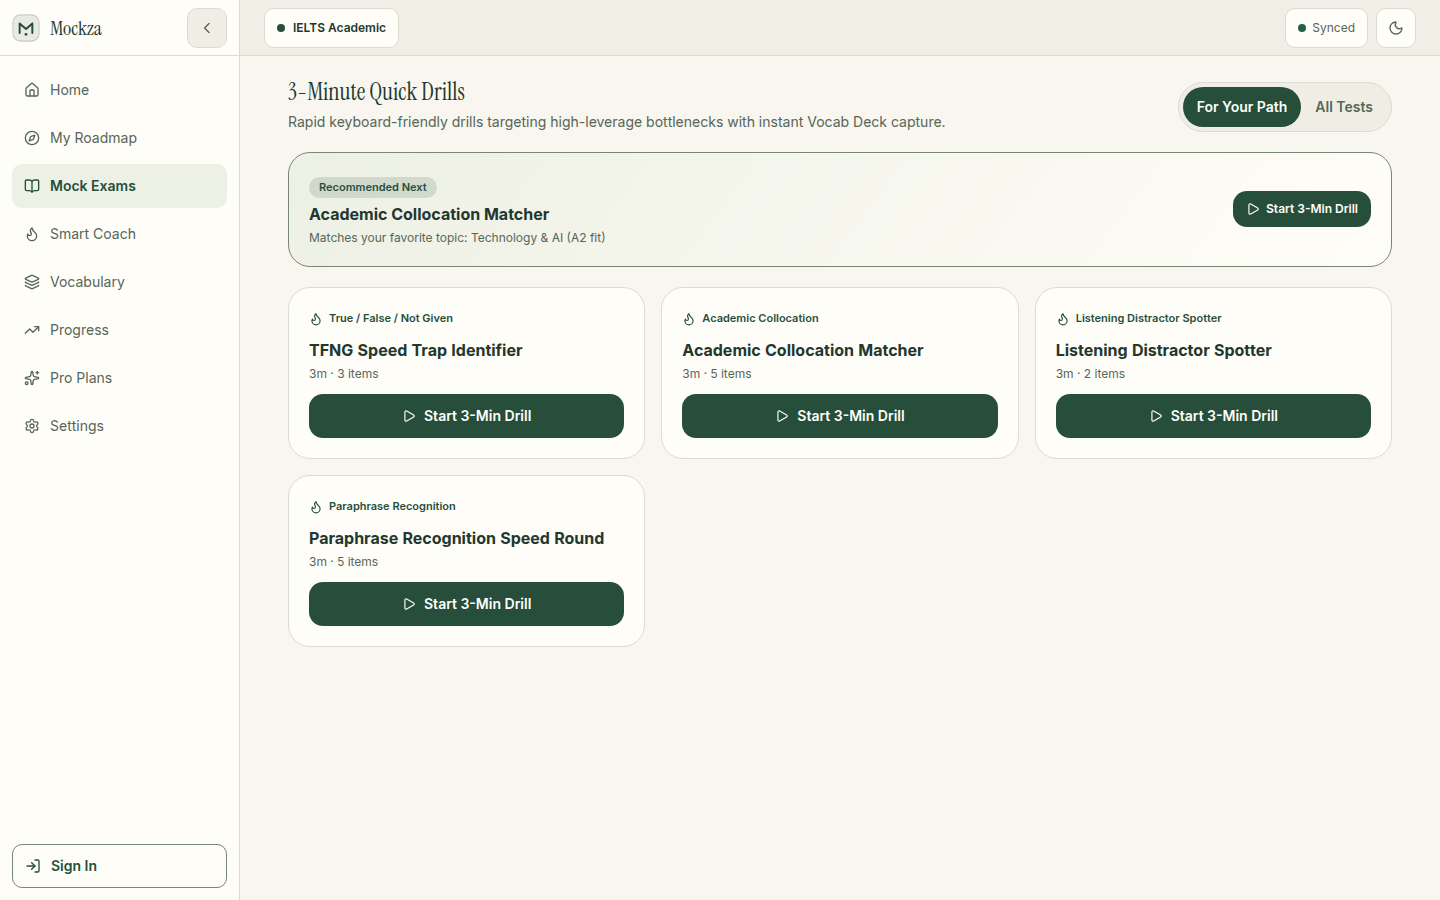 Mockza
IELTS Academic
Synced
Home
My Roadmap
Mock Exams
Smart Coach
Vocabulary
Progress
Pro Plans
Settings
Sign In
3-Minute Quick Drills
Rapid keyboard-friendly drills targeting high-leverage bottlenecks with instant Vocab Deck capture.
For Your Path
All Tests
Recommended Next
Academic Collocation Matcher
Matches your favorite topic: Technology & AI (A2 fit)
Start 3-Min Drill
True / False / Not Given
TFNG Speed Trap Identifier
3m · 3 items
Start 3-Min Drill
Academic Collocation
Academic Collocation Matcher
3m · 5 items
Start 3-Min Drill
Listening Distractor Spotter
Listening Distractor Spotter
3m · 2 items
Start 3-Min Drill
Paraphrase Recognition
Paraphrase Recognition Speed Round
3m · 5 items
Start 3-Min Drill